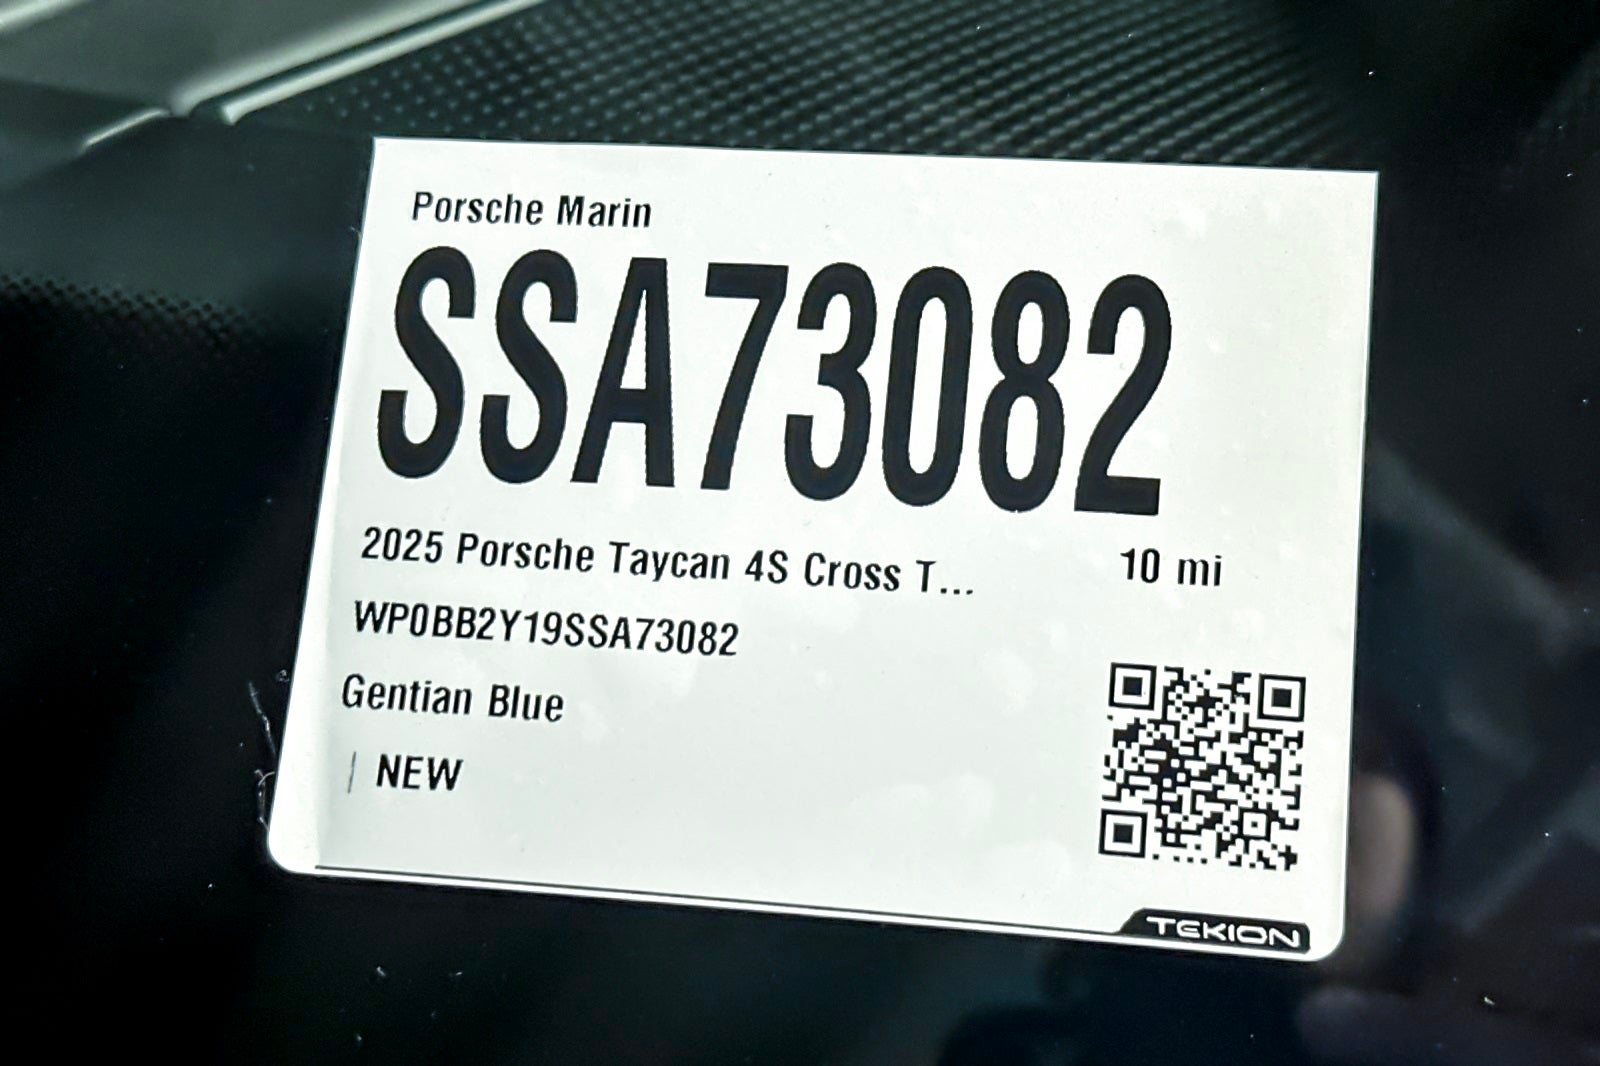 Porsche Marin
SSA73082
2025 Porsche Taycan 4S Cross T... 10 mi
WP0BB2Y19SSA73082
Gentian Blue
| NEW
TEKION